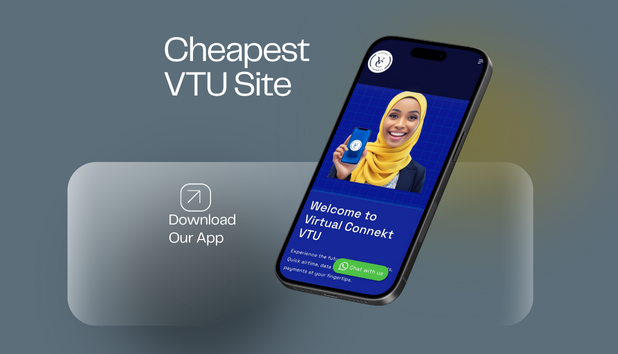 Cheapest
VTU Site
Download
Our App
Welcome to
Virtual Connekt
VTU
Experience the
Quick airtime, data
payments at your fingertips.
Chat with us